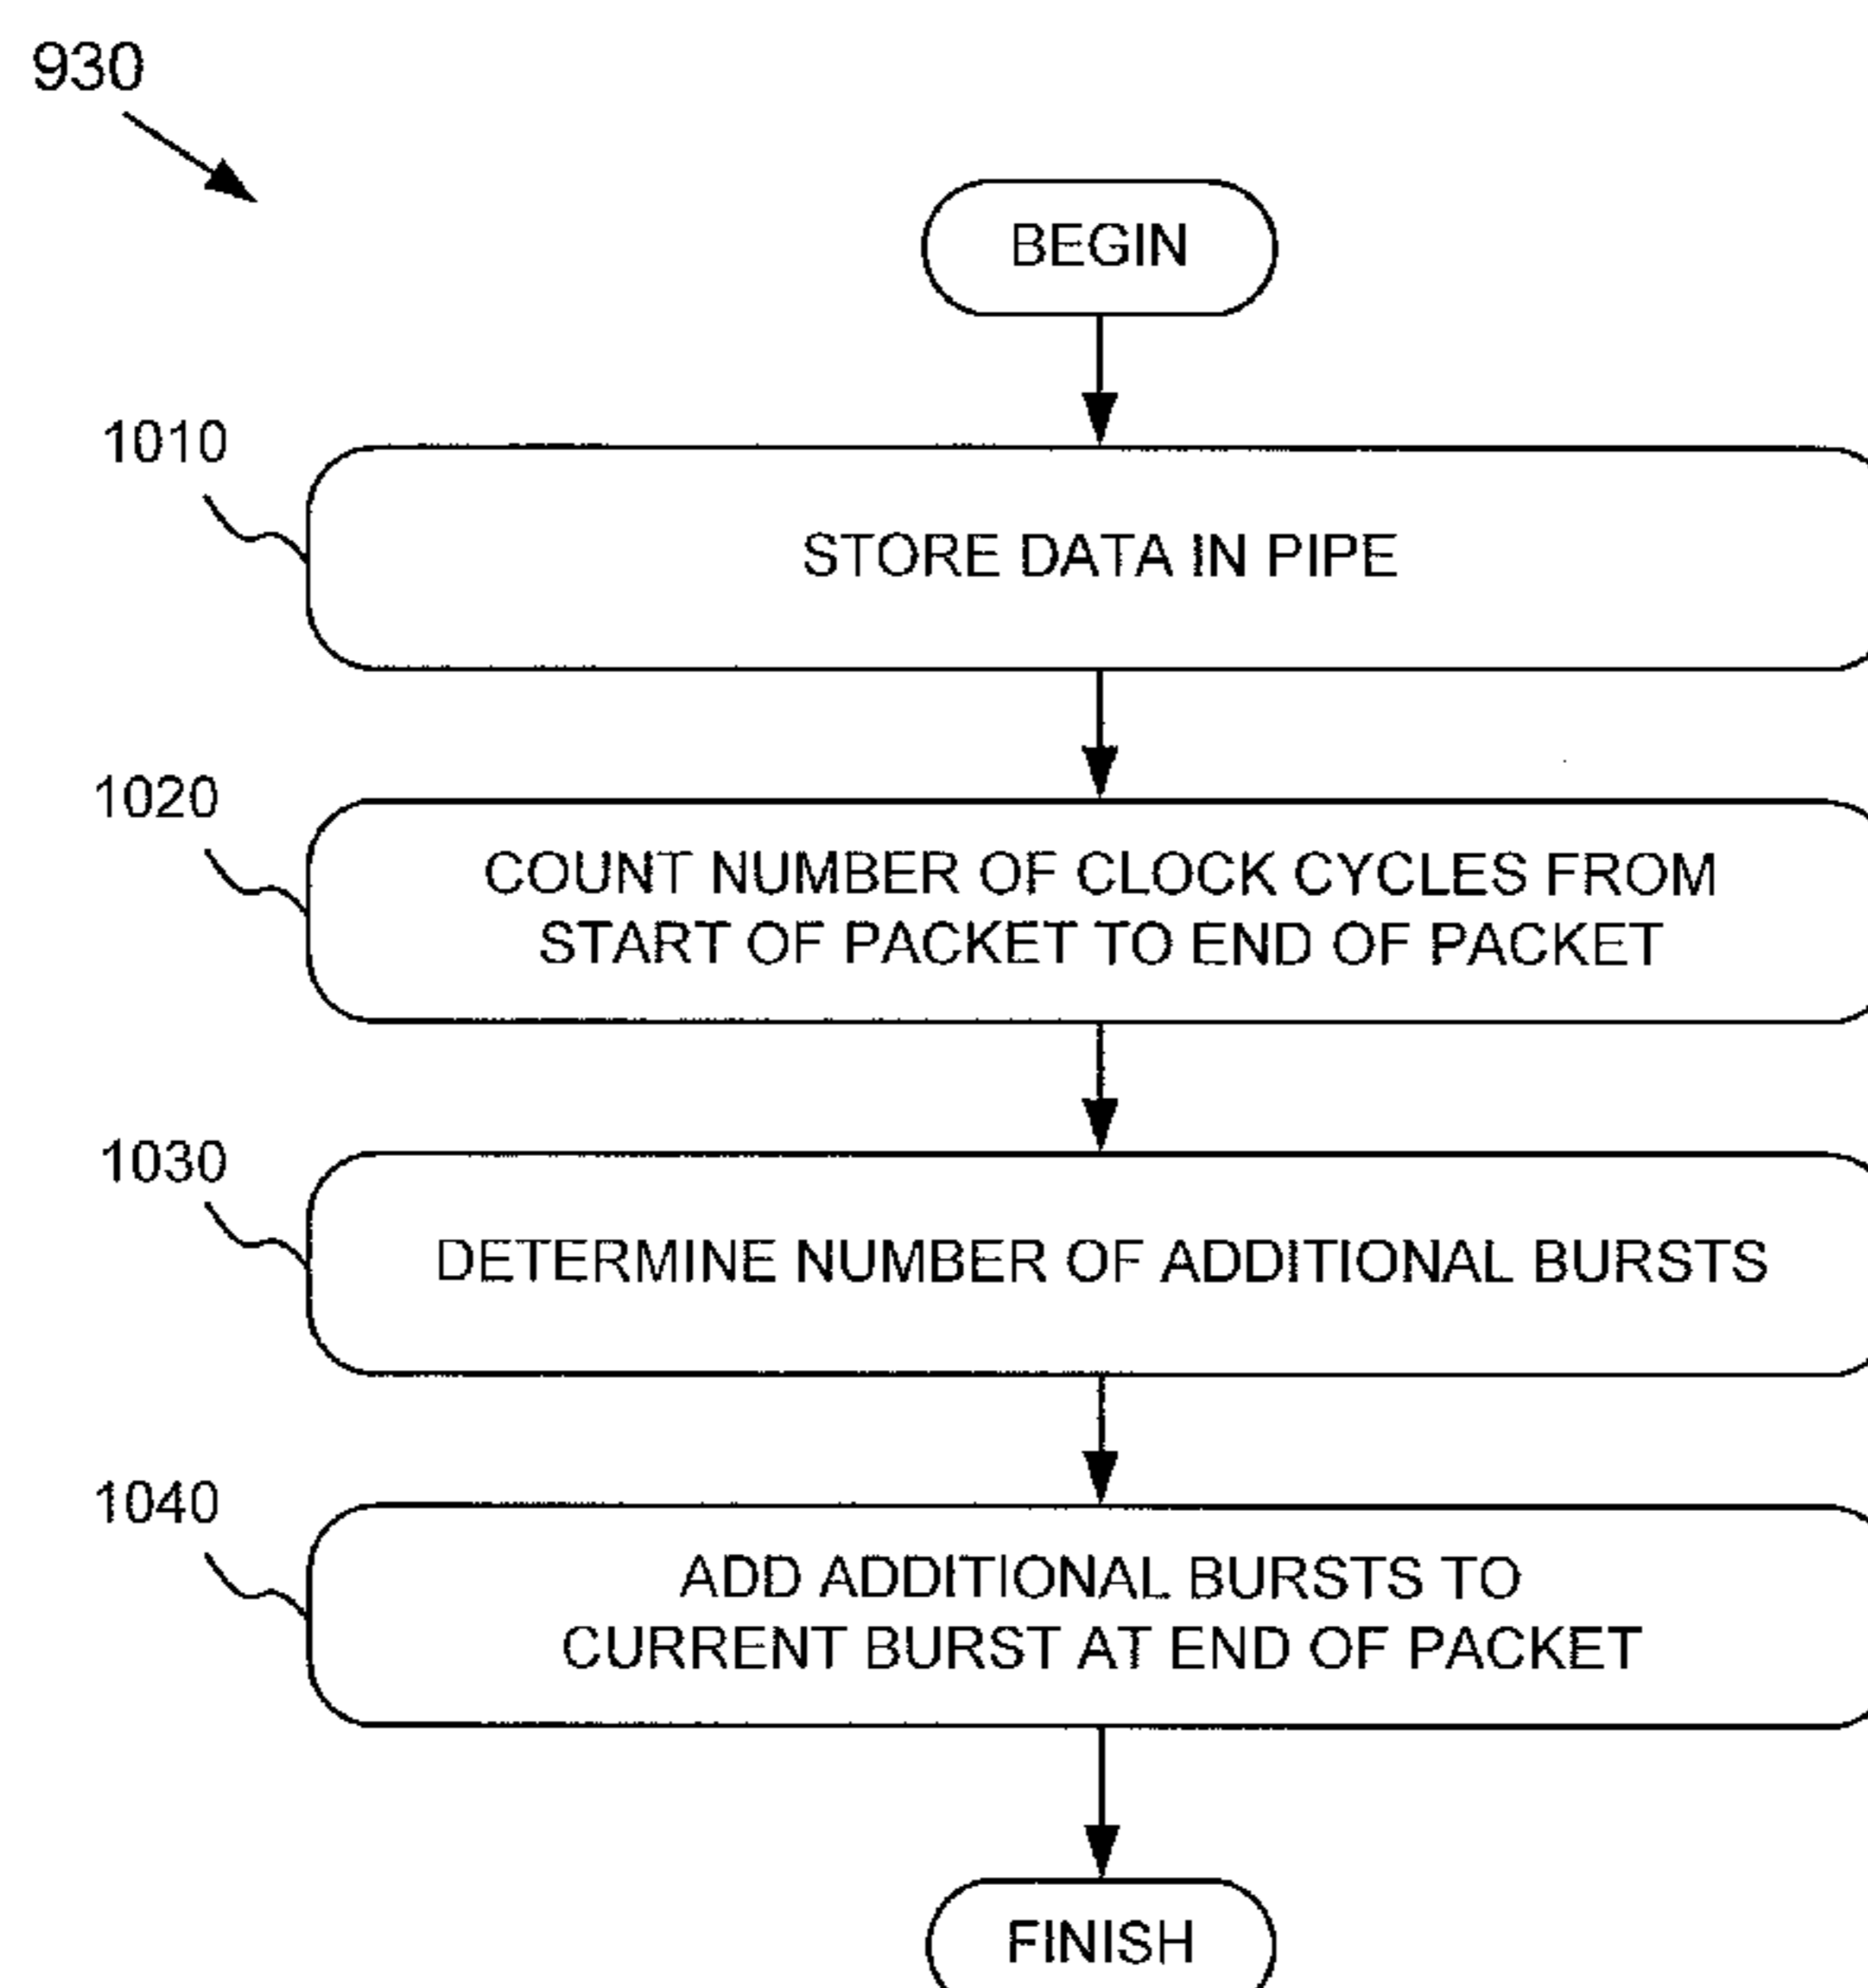 930
BEGIN
1010
STORE DATA IN PIPE
1020
COUNT NUMBER OF CLOCK CYCLES FROM
START OF PACKET TO END OF PACKET
1030
DETERMINE NUMBER OF ADDITIONAL BURSTS
1040
ADD ADDITIONAL BURSTS TO
CURRENT BURST AT END OF PACKET
FINISH